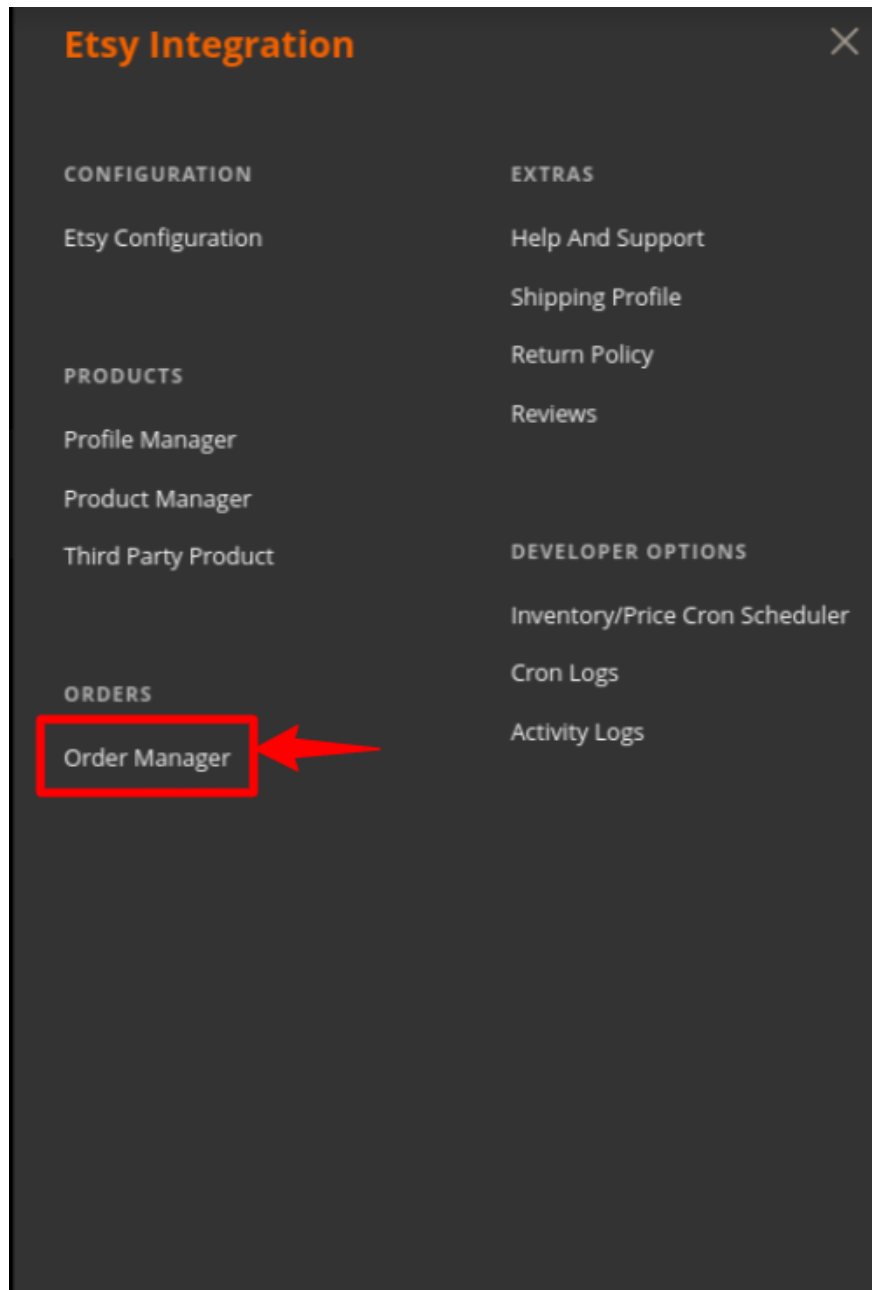 Etsy Integration
CONFIGURATION
Etsy Configuration
PRODUCTS
Profile Manager
Product Manager
Third Party Product
ORDERS
Order Manager
EXTRAS
Help And Support
Shipping Profile
Return Policy
Reviews
DEVELOPER OPTIONS
Inventory/Price Cron Scheduler
Cron Logs
Activity Logs